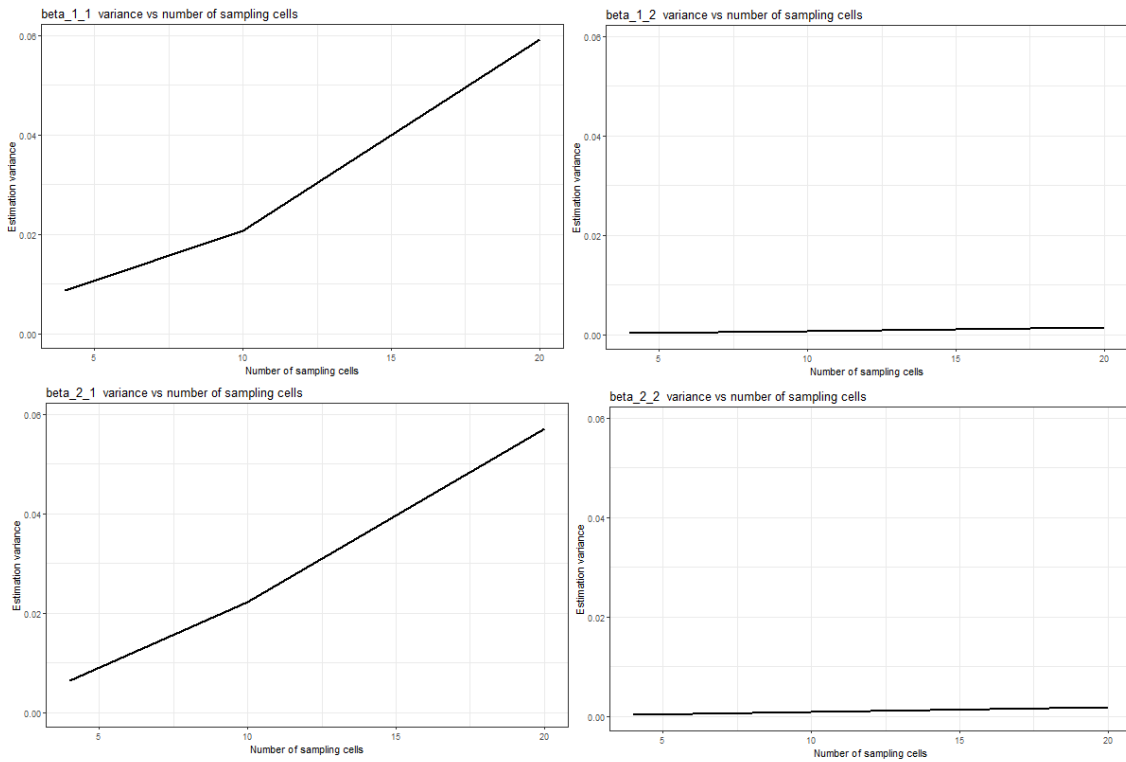 beta_1_1 variance vs number of sampling cells
Estimation variance
0.06
0.04
0.02
0.00
5 10 15 20
Number of sampling cells
beta_1_2 variance vs number of sampling cells
Estimation variance
0.06
0.04
0.02
0.00
5 10 15 20
Number of sampling cells
beta_2_1 variance vs number of sampling cells
Estimation variance
0.06
0.04
0.02
0.00
5 10 15 20
Number of sampling cells
beta_2_2 variance vs number of sampling cells
Estimation variance
0.06
0.04
0.02
0.00
5 10 15 20
Number of sampling cells